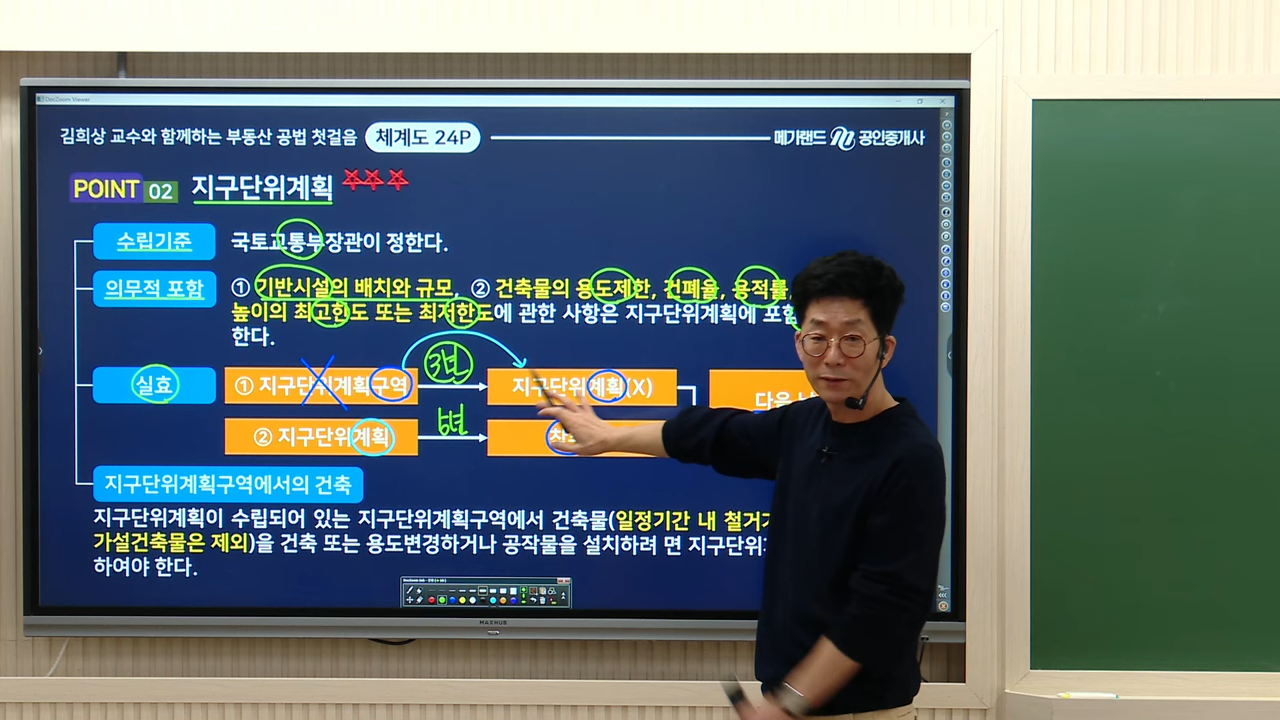 DocZoom Viewer
김희상 교수와 함께하는 부동산 공법 첫걸음 체계도 24P 메가랜드 공인중개사
POINT 02 지구단위계획
수립기준 국토교통부장관이 정한다.
의무적 포함 ① 기반시설의 배치와 규모, ② 건축물의 용도제한, 건폐율, 용적률,
높이의 최고한도 또는 최저한도에 관한 사항은 지구단위계획에 포함
한다.
3년
실효 ① 지구단위계획구역 지구단위계획(X) 다음
② 지구단위계획 5년
지구단위계획구역에서의 건축
지구단위계획이 수립되어 있는 지구단위계획구역에서 건축물(일정기간 내 철거가
가설건축물은 제외)을 건축 또는 용도변경하거나 공작물을 설치하려 면 지구단위
하여야 한다.
MAXHUB